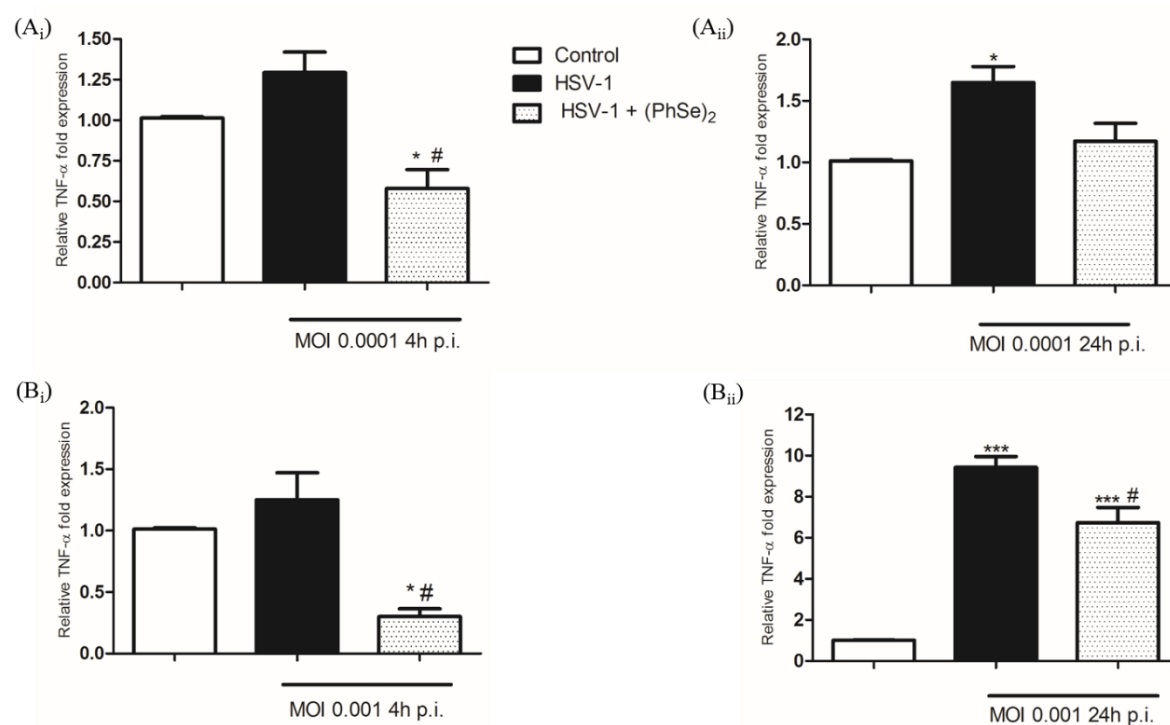 (Ai)
Relative TNF-α fold expression
1.50
1.25
1.00
0.75
0.50
0.25
0.00
* #
MOI 0.0001 4h p.i.
Control
HSV-1
HSV-1 + (PhSe)2
(Aii)
Relative TNF-α fold expression
2.0
1.5
1.0
0.5
0.0
*
MOI 0.0001 24h p.i.
(Bi)
Relative TNF-α fold expression
2.0
1.5
1.0
0.5
0.0
* #
MOI 0.001 4h p.i.
(Bii)
Relative TNF-α fold expression
12
10
8
6
4
2
0
***
*** #
MOI 0.001 24h p.i.